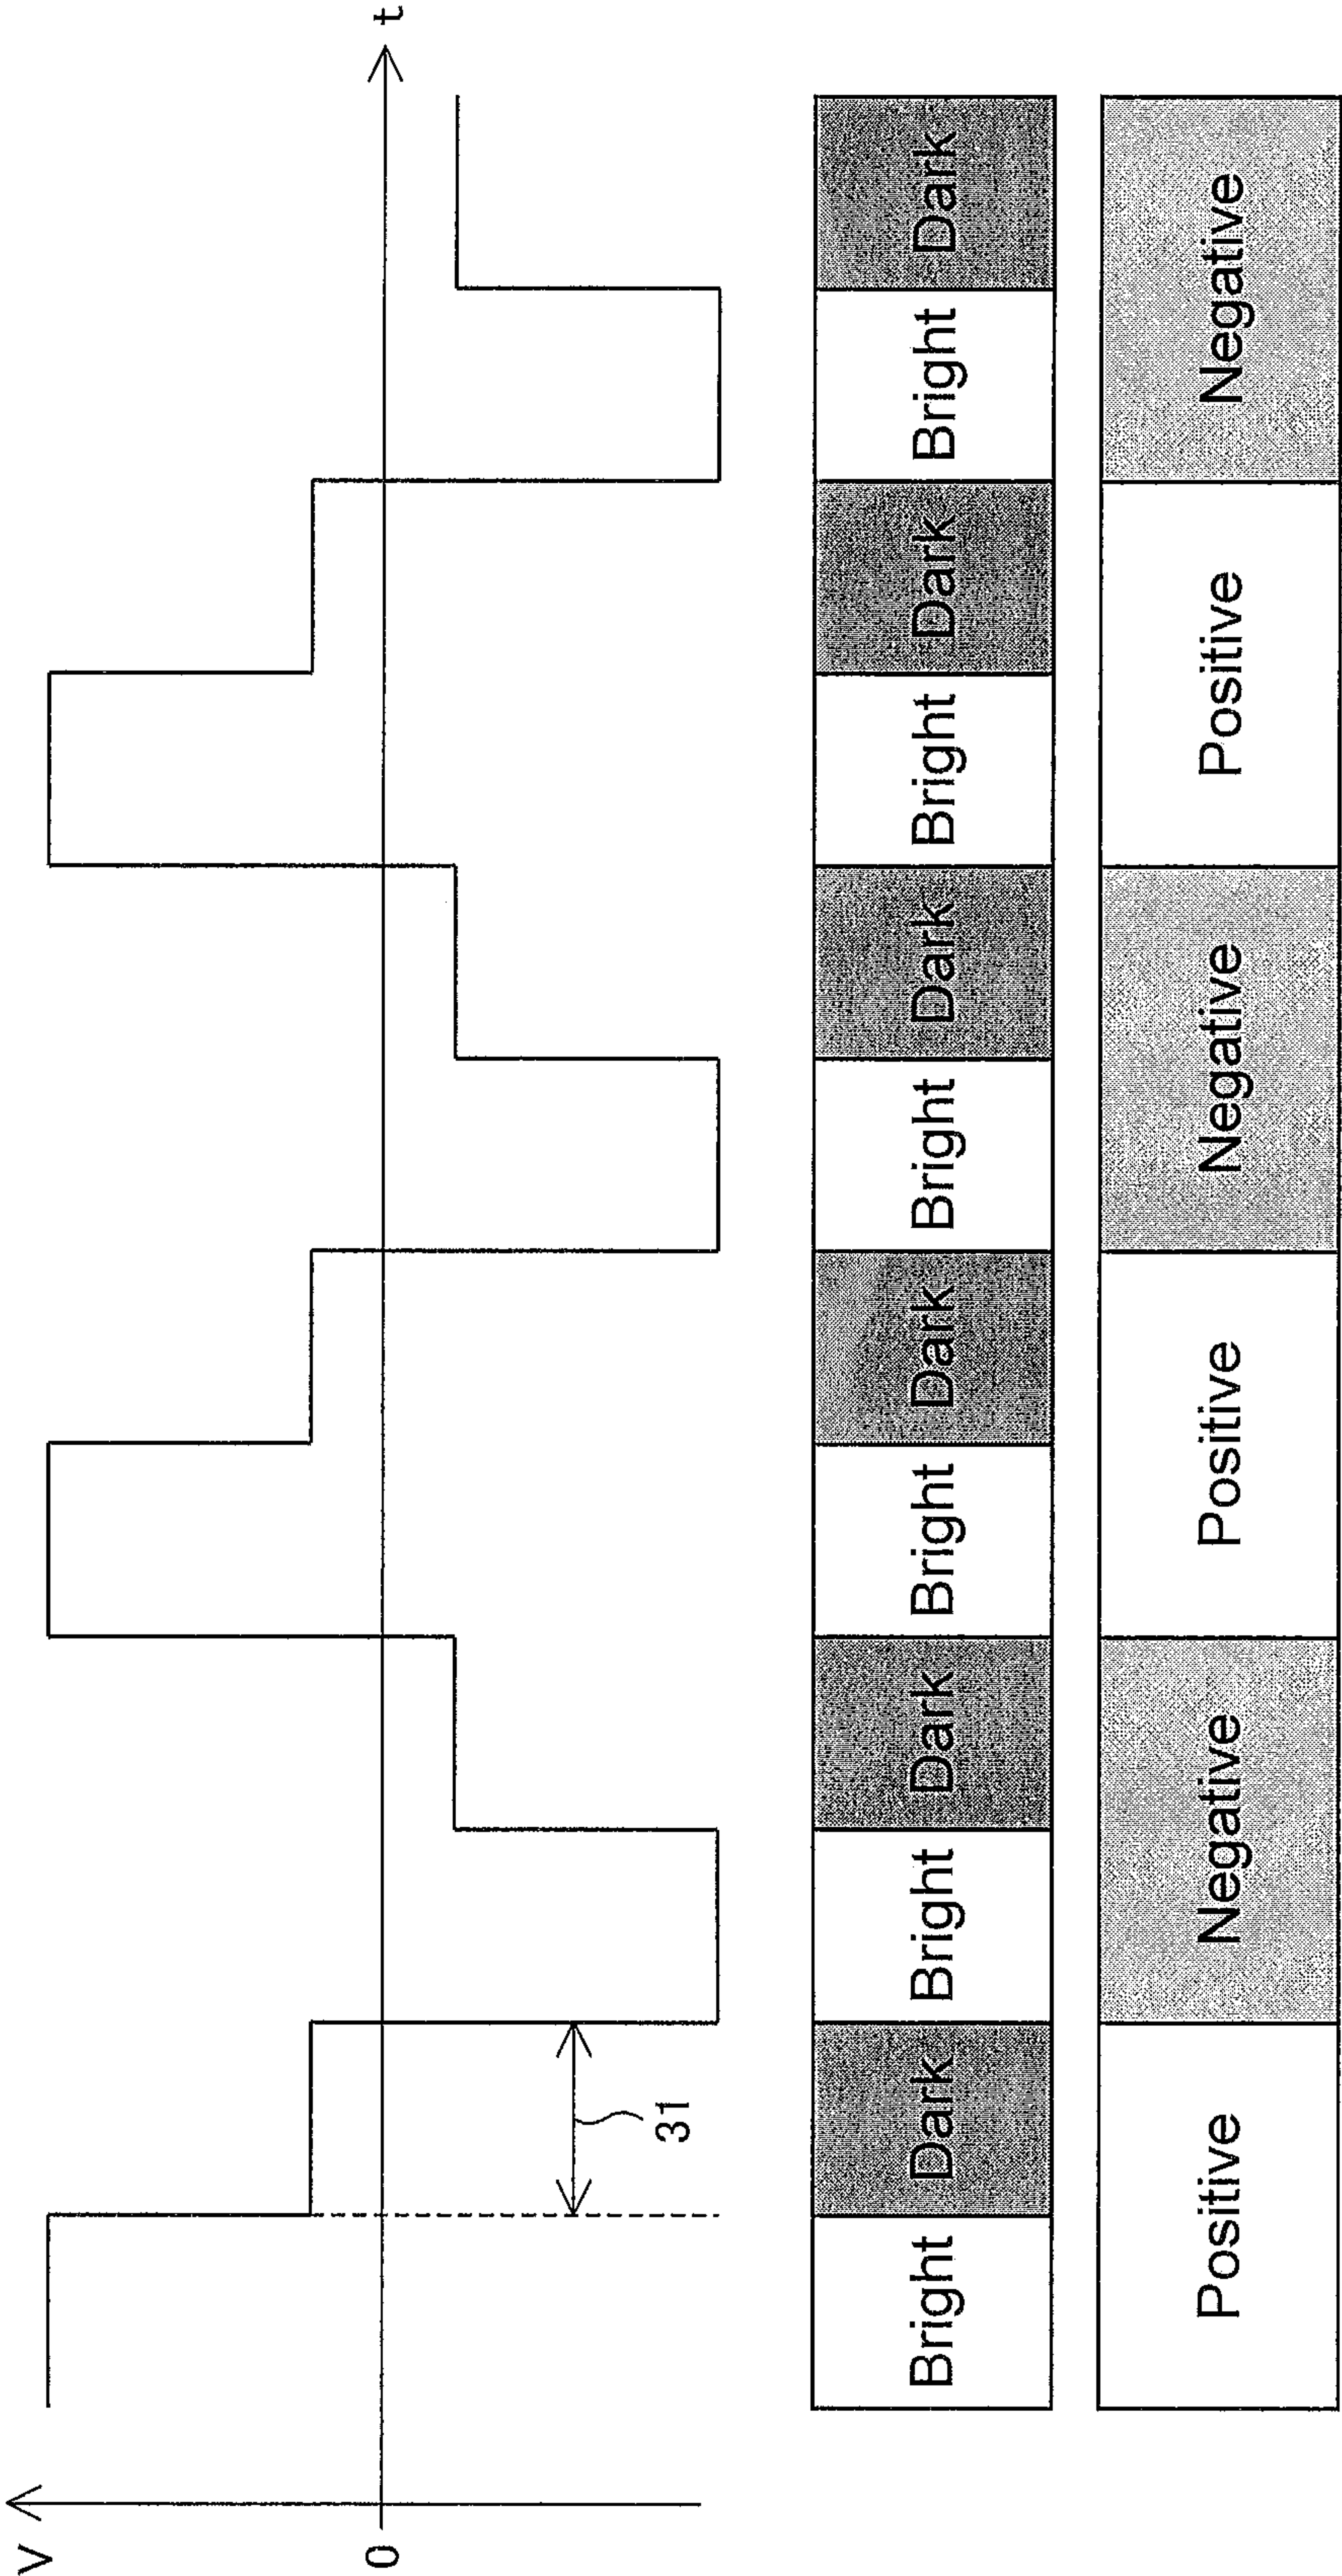 V
t
0
31
Bright Dark Bright Dark Bright Dark Bright Dark Bright Dark Bright Dark
Positive Negative Positive Negative Positive Negative